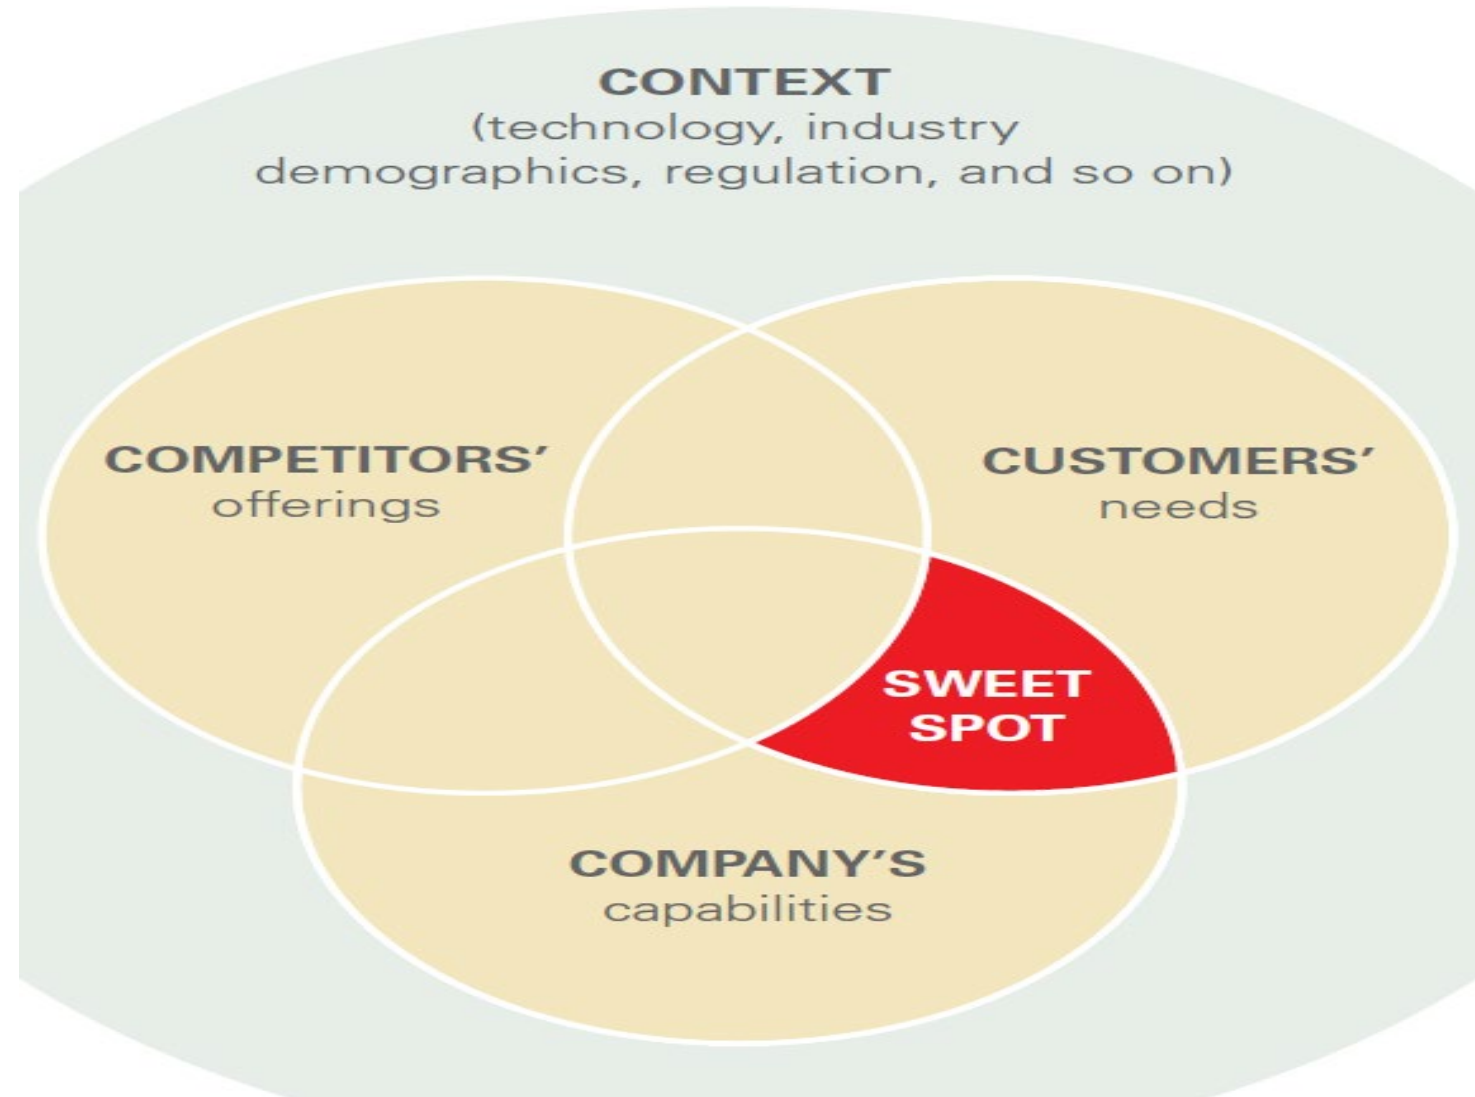 CONTEXT
(technology, industry
demographics, regulation, and so on)
COMPETITORS’
offerings
CUSTOMERS’
needs
SWEET
SPOT
COMPANY’S
capabilities